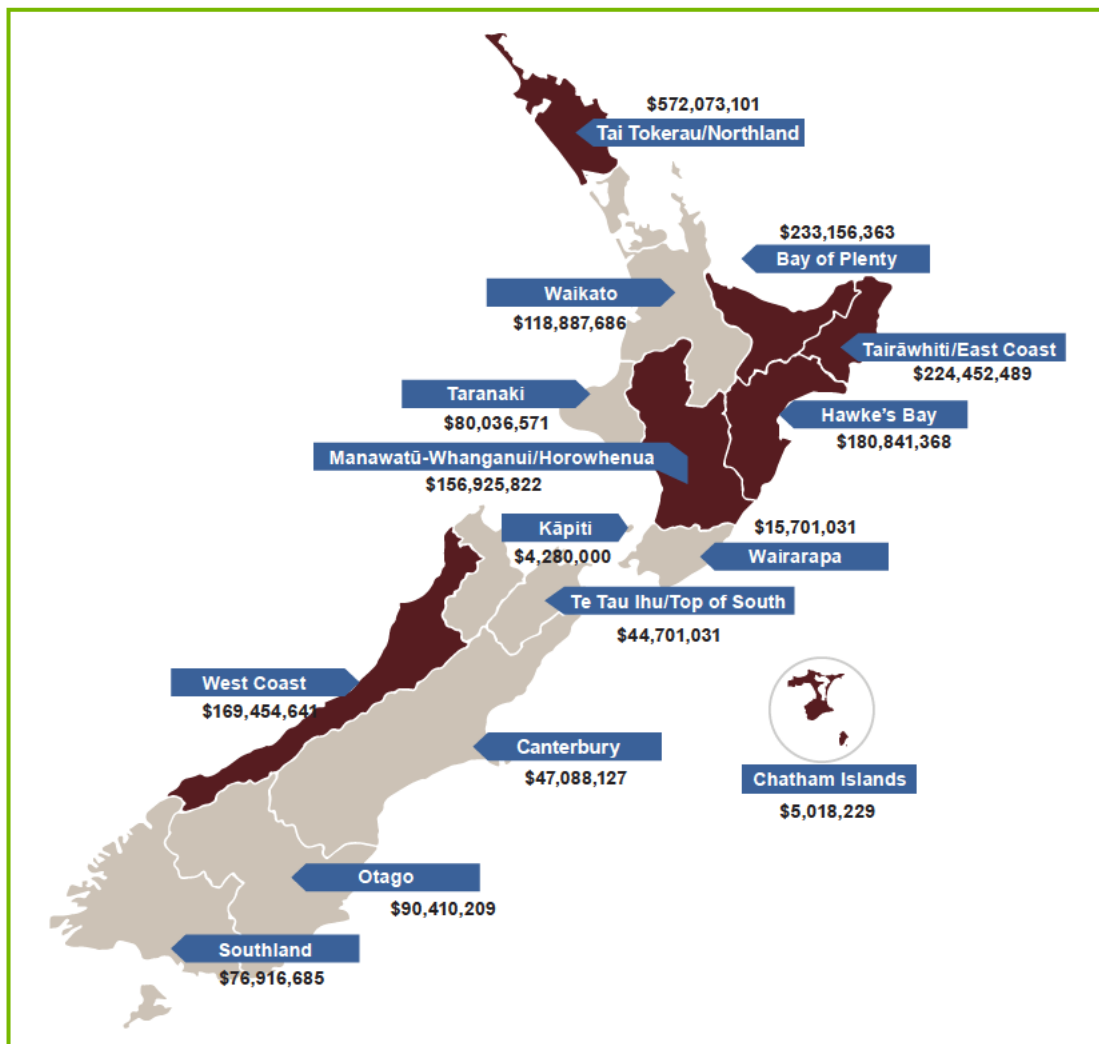 $572,073,101
Tai Tokerau/Northland
$233,156,363
Bay of Plenty
Waikato
$118,887,686
Tairāwhiti/East Coast
$224,452,489
Taranaki
$80,036,571
Hawke's Bay
$180,841,368
Manawatū-Whanganui/Horowhenua
$156,925,822
Kāpiti
$4,280,000
$15,701,031
Wairarapa
Te Tau Ihu/Top of South
$44,701,031
West Coast
$169,454,641
Canterbury
$47,088,127
Chatham Islands
$5,018,229
Otago
$90,410,209
Southland
$76,916,685